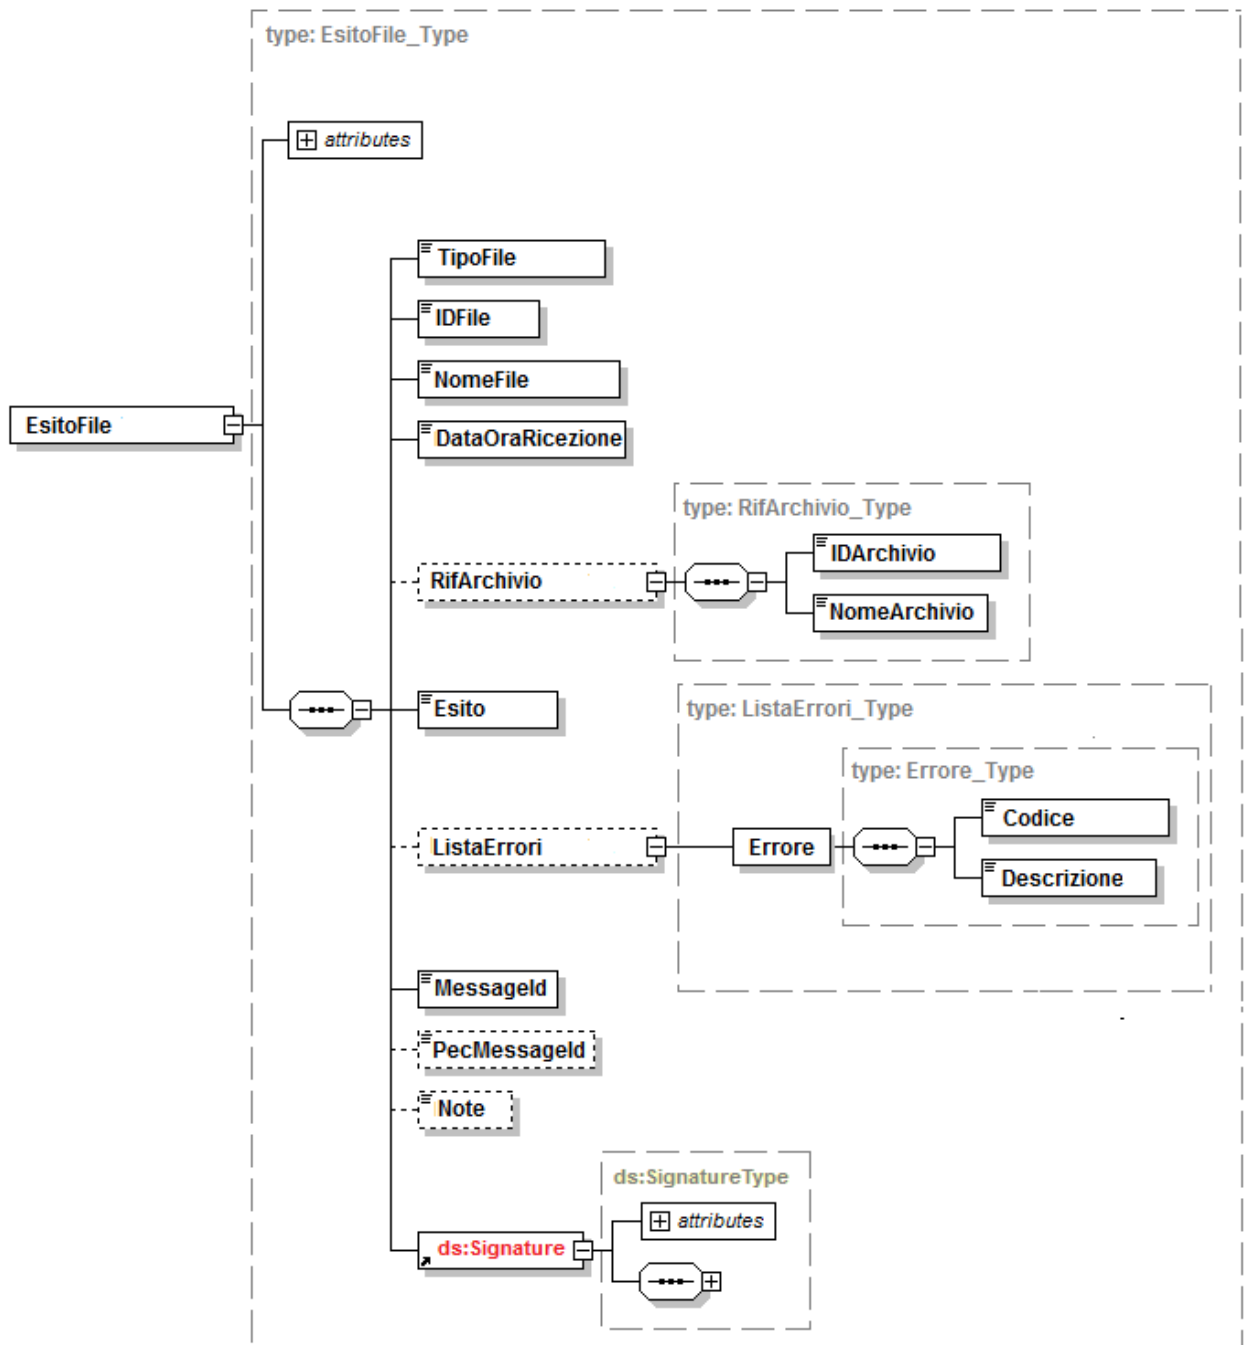 type: EsitoFile_Type
attributes
TipoFile
IDFile
NomeFile
EsitoFile
DataOraRicezione
type: RifArchivio_Type
IDArchivio
RifArchivio
NomeArchivio
Esito
type: ListaErrori_Type
type: Errore_Type
Codice
ListaErrori
Errore
Descrizione
MessageId
PecMessageId
Note
ds:SignatureType
attributes
ds:Signature